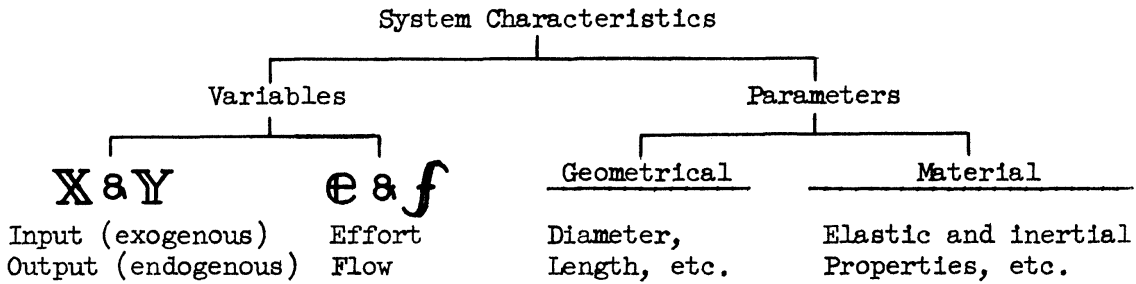 System Characteristics
Variables Parameters
X & Y e & f Geometrical Material
Input (exogenous) Effort Diameter, Elastic and inertial
Output (endogenous) Flow Length, etc. Properties, etc.